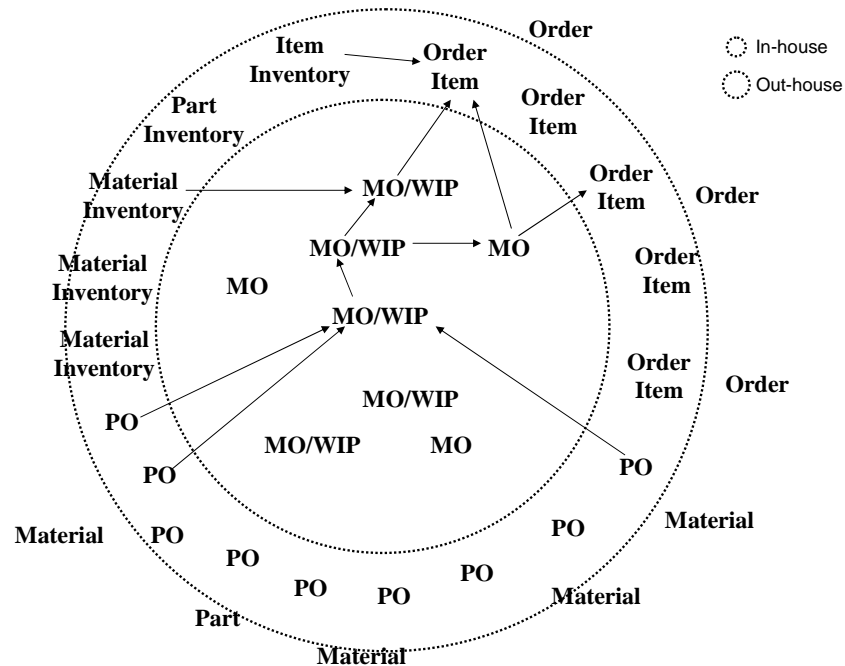 Order
Item
Inventory
Order
Item
In-house
Out-house
Part
Inventory
Order
Item
Material
Inventory
MO/WIP
Order
Item
Order
MO/WIP
MO
Material
Inventory
MO
Order
Item
MO/WIP
Material
Inventory
Order
Item
Order
MO/WIP
PO
MO/WIP
MO
PO
PO
Material
PO
PO
Material
PO
PO
PO
PO
Material
Part
Material